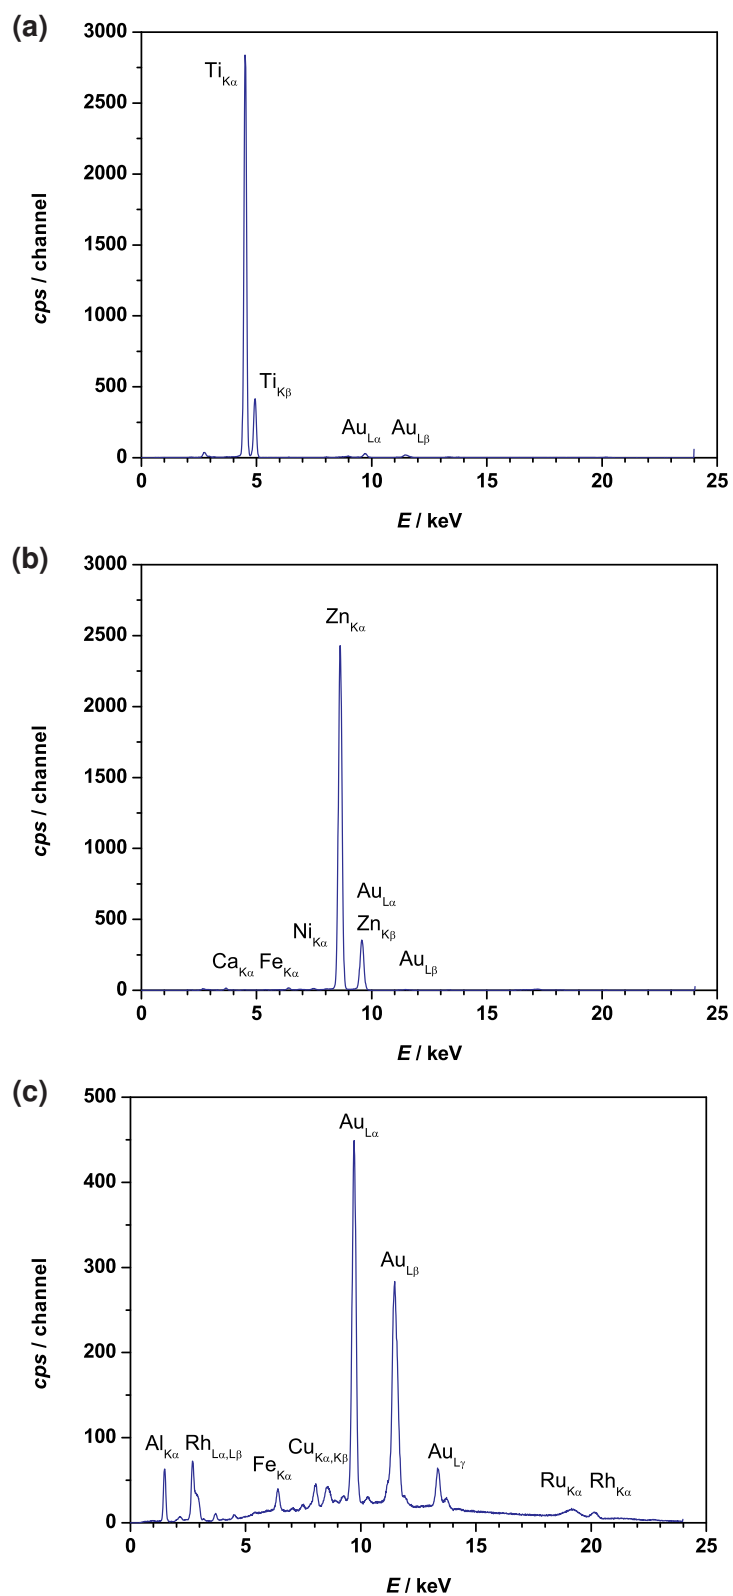 (a)
3000
2500
2000
1500
1000
500
0
cps / channel
Ti Kα
Ti Kβ
Au Lα Au Lβ
0 5 10 15 20 25
E / keV
(b)
3000
2500
2000
1500
1000
500
0
cps / channel
Zn Kα
Au Lα
Ni Kα Zn Kβ
Ca Kα Fe Kα Au Lβ
0 5 10 15 20 25
E / keV
(c)
500
400
300
200
100
0
cps / channel
Au Lα
Au Lβ
Al Kα Rh Lα,Lβ Fe Kα Cu Kα,Kβ Au Lγ Ru Kα Rh Kα
0 5 10 15 20 25
E / keV